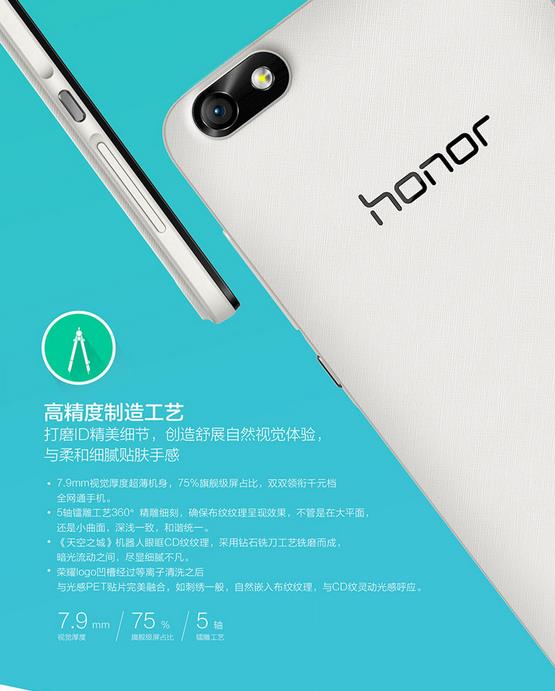 honor
高精度制造工艺
打磨ID精美细节，创造舒展自然视觉体验，
与柔和细腻贴肤手感
• 7.9mm视觉厚度超薄机身，75%旗舰级屏占比，双双领衔千元档
全网通手机。
• 5轴镭雕工艺360°精雕细刻，确保布纹纹理呈现效果，不管是在大平面，
还是小曲面，深浅一致，和谐统一。
• 《天空之城》机器人眼眶CD纹纹理，采用钻石铣刀工艺铣磨而成，
暗光流动之间，尽显细腻不凡。
• 荣耀logo凹槽经过等离子清洗之后
与光感PET贴片完美融合，如刺绣一般，自然嵌入布纹纹理，与CD纹灵动光感呼应。
7.9 mm / 75 % / 5 轴
视觉厚度 旗舰级屏占比 镭雕工艺